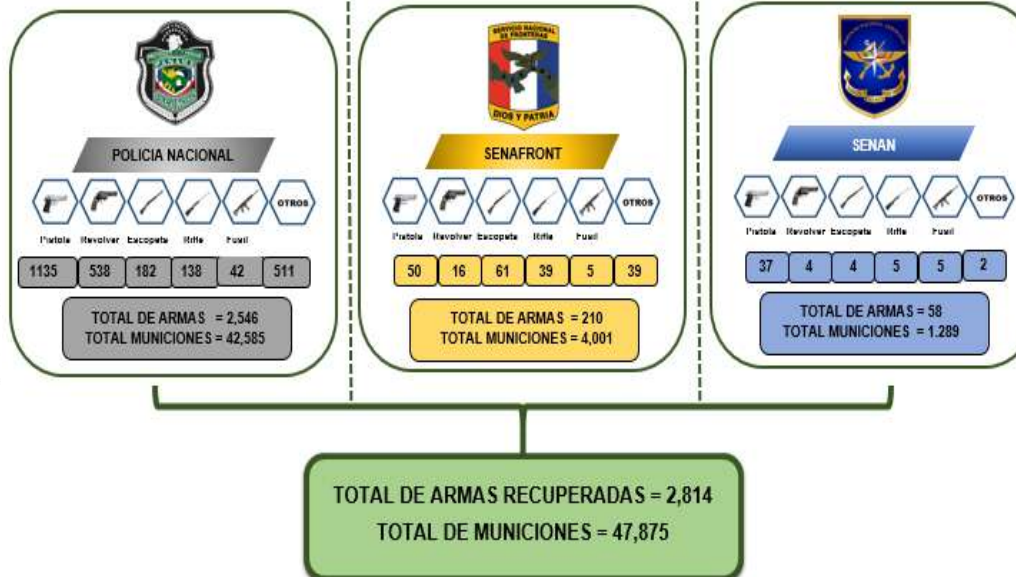 SERVICIO NACIONAL
DE FRONTERAS
DIOS Y PATRIA
POLICIA NACIONAL
OTROS
Pistola Revolver Escopeta Rifle Fusil
1135 538 182 138 42 511
TOTAL DE ARMAS = 2,546
TOTAL MUNICIONES = 42,585
SENAFRONT
OTROS
Pistola Revolver Escopeta Rifle Fusil
50 16 61 39 5 39
TOTAL DE ARMAS = 210
TOTAL MUNICIONES = 4,001
SENAN
OTROS
Pistola Revolver Escopeta Rifle Fusil
37 4 4 5 5 2
TOTAL DE ARMAS = 58
TOTAL MUNICIONES = 1.289
TOTAL DE ARMAS RECUPERADAS = 2,814
TOTAL DE MUNICIONES = 47,875